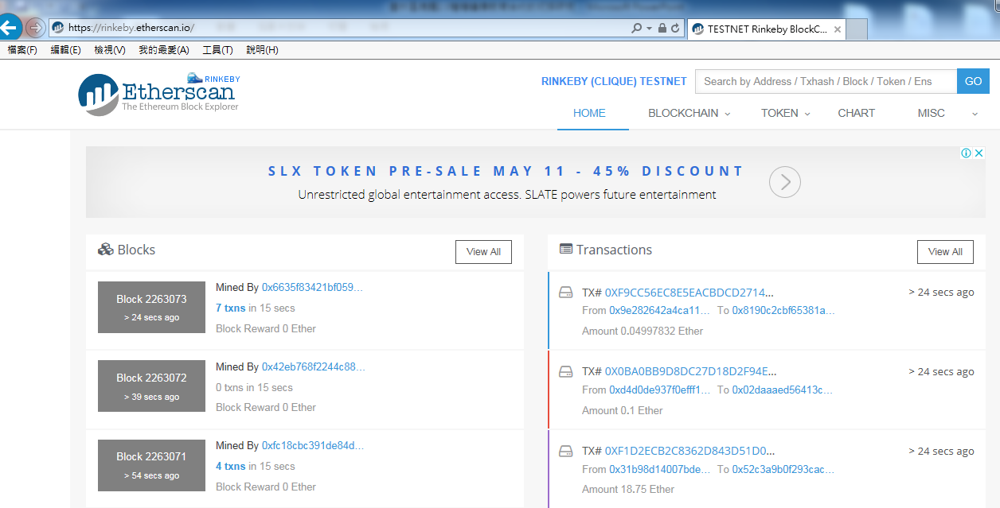 https://rinkeby.etherscan.io/
TESTNET Rinkeby BlockC...
檔案(F) 編輯(E) 檢視(V) 我的最愛(A) 工具(T) 說明(H)
RINKEBY
Etherscan
The Ethereum Block Explorer
RINKEBY (CLIQUE) TESTNET
Search by Address / Txhash / Block / Token / Ens
GO
HOME BLOCKCHAIN TOKEN CHART MISC
SLX TOKEN PRE-SALE MAY 11 - 45% DISCOUNT
Unrestricted global entertainment access. SLATE powers future entertainment
Blocks
View All
Block 2263073
> 24 secs ago
Mined By 0x6635f83421bf059...
7 txns in 15 secs
Block Reward 0 Ether
Block 2263072
> 39 secs ago
Mined By 0x42eb768f2244c88...
0 txns in 15 secs
Block Reward 0 Ether
Block 2263071
> 54 secs ago
Mined By 0xfc18cbc391de84d...
4 txns in 15 secs
Block Reward 0 Ether
Transactions
View All
TX# 0XF9CC56EC8E5EACBDCD2714...
> 24 secs ago
From 0x9e282642a4ca11... To 0x8190c2cbf65381a...
Amount 0.04997832 Ether
TX# 0X0BA0BB9D8DC27D18D2F94E...
> 24 secs ago
From 0xd4d0de937f0efff1... To 0x02daaaed56413c...
Amount 0.1 Ether
TX# 0XF1D2ECB2C8362D843D51D0...
> 24 secs ago
From 0x31b98d14007bde... To 0x52c3a9b0f293cac...
Amount 18.75 Ether